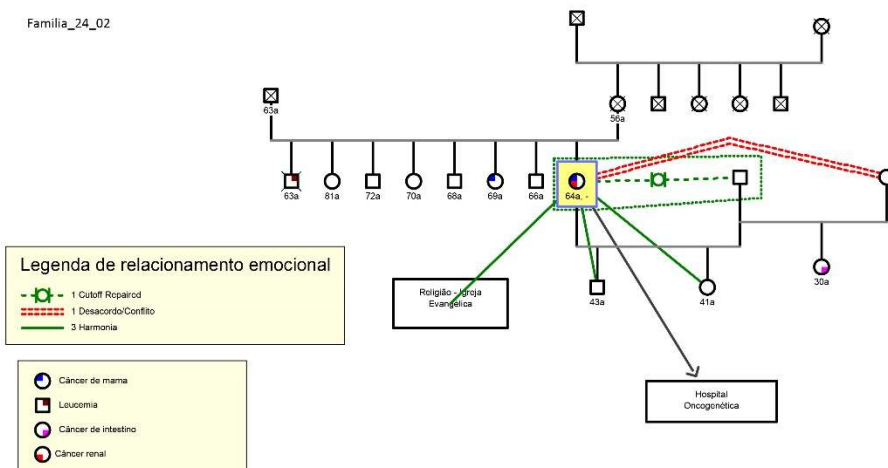 Familia_24_02
63a
56a
63a
81a
72a
70a
68a
69a
66a
64a, -
Legenda de relacionamento emocional
1 Cutoff Repaired
1 Desacordo/Conflito
3 Harmonia
Religião - Igreja
Evangélica
43a
41a
30a
Câncer de mama
Leucemia
Câncer de intestino
Câncer renal
Hospital
Oncogenética